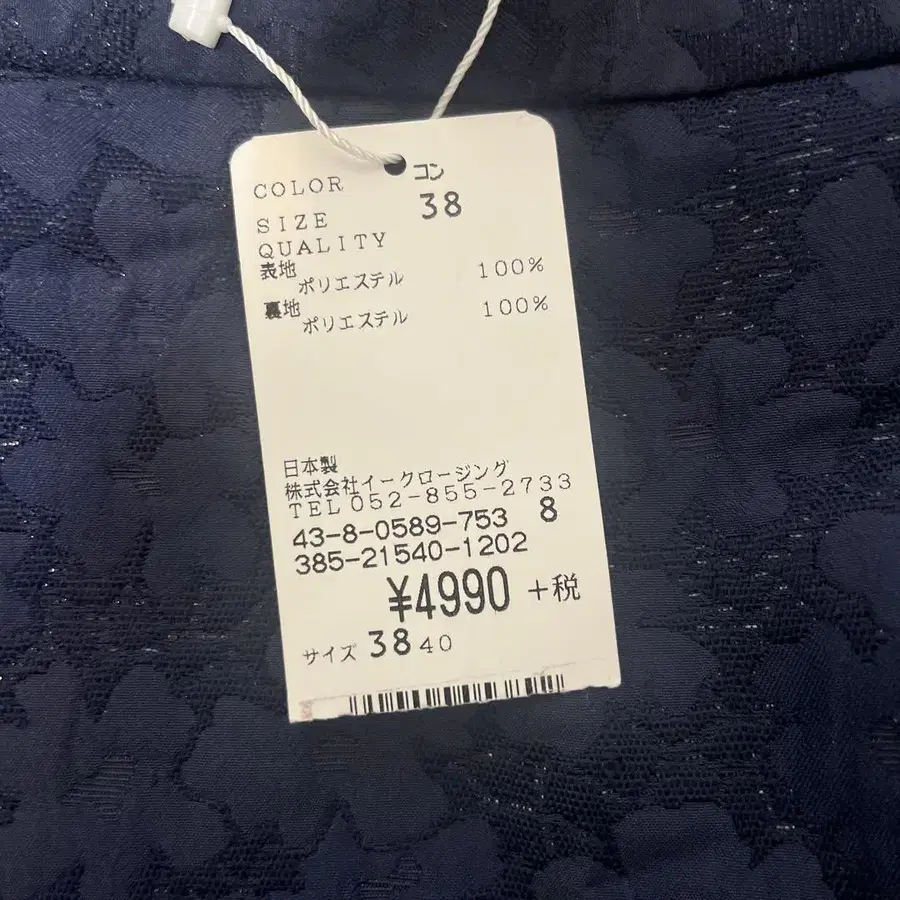 COLOR コン
SIZE 38
QUALITY
表地
ポリエステル 100%
裏地
ポリエステル 100%
日本製
株式会社イークロージング
TEL052-855-2733
43-8-0589-753 8
385-21540-1202
¥4990 +税
サイズ 38 40